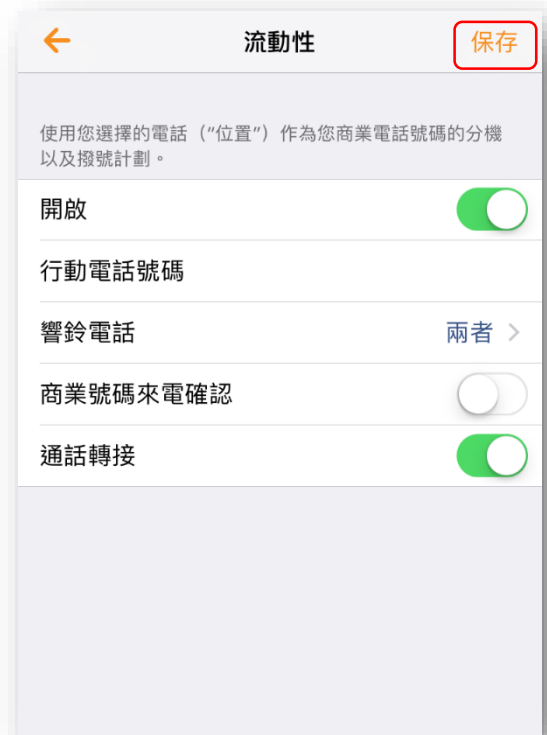 流動性
保存
使用您選擇的電話（"位置"）作為您商業電話號碼的分機
以及撥號計劃。
開啟
行動電話號碼
響鈴電話
兩者
商業號碼來電確認
通話轉接